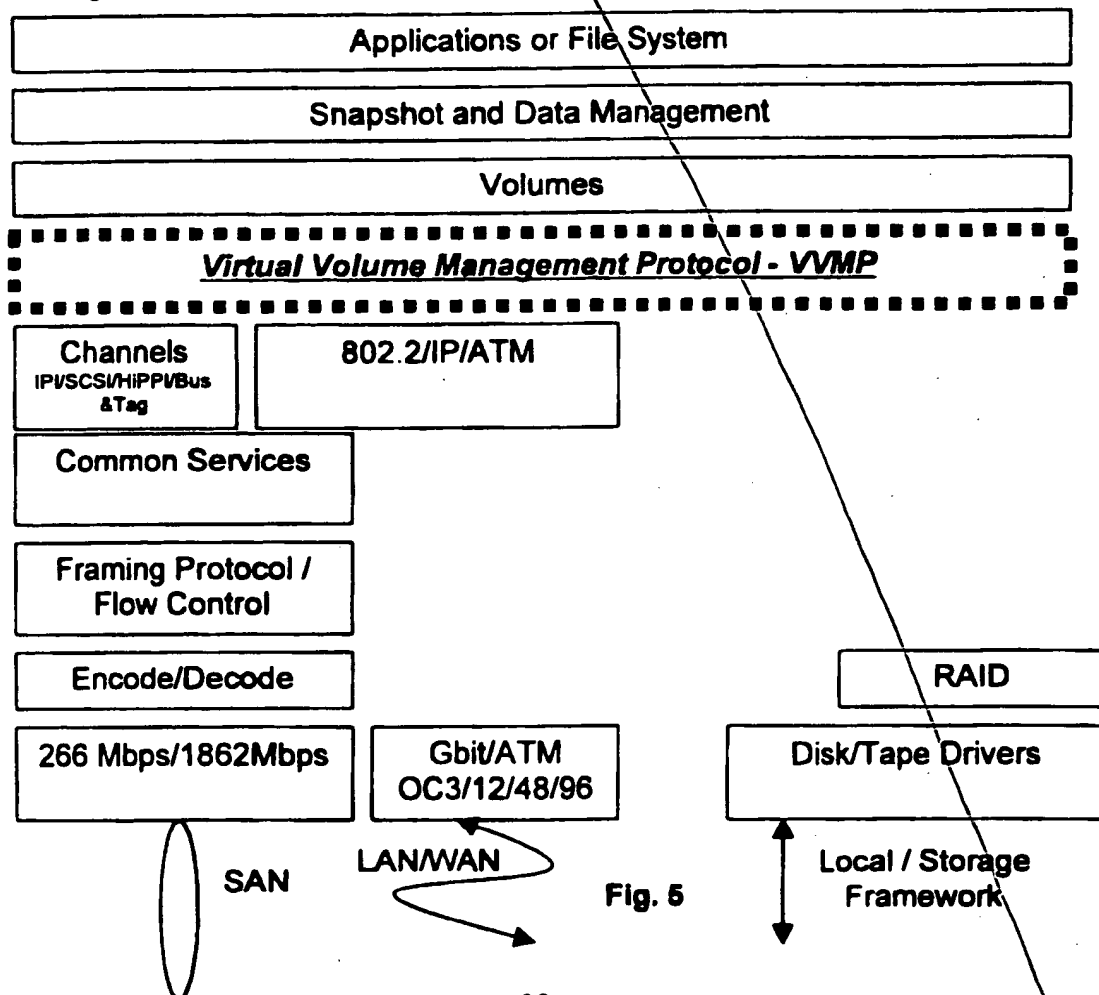 Applications or File System
Snapshot and Data Management
Volumes
Virtual Volume Management Protocol - VVMP
Channels
IPI/SCSI/HiPPI/Bus
&Tag
802.2/IP/ATM
Common Services
Framing Protocol /
Flow Control
Encode/Decode
RAID
266 Mbps/1862Mbps
Gbit/ATM
OC3/12/48/96
Disk/Tape Drivers
SAN
LAN/WAN
Local / Storage
Framework
Fig. 5